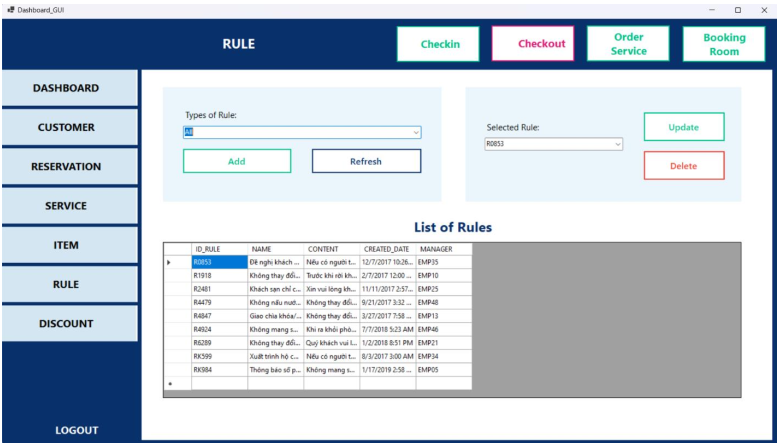 Dashboard_GUI
RULE
Checkin
Checkout
Order
Service
Booking
Room
DASHBOARD
CUSTOMER
RESERVATION
SERVICE
ITEM
RULE
DISCOUNT
LOGOUT
Types of Rule:
All
Add
Refresh
Selected Rule:
R0853
Update
Delete
List of Rules
ID_RULE NAME CONTENT CREATED_DATE MANAGER
R0853 Đề nghị khách ... Nếu có người t... 12/7/2017 10:26... EMP35
R1918 Không thay đổi... Trước khi rời kh... 2/7/2017 12:00 ... EMP10
R2481 Khách sạn chỉ c... Xin vui lòng kh... 11/11/2017 2:57... EMP25
R4479 Không nấu nướ... Không thay đổi... 9/21/2017 3:32 ... EMP48
R4847 Giao chìa khóa/... Không thay đổi... 3/27/2017 7:58 ... EMP13
R4924 Không mang s... Khi ra khỏi phò... 7/7/2018 5:23 AM EMP46
R6289 Không thay đổi... Quý khách vui l... 1/2/2018 8:51 PM EMP21
RK599 Xuất trình hộ c... Nếu có người t... 8/3/2017 3:00 AM EMP34
RK984 Thông báo số p... Không mang s... 1/17/2019 2:58 ... EMP05